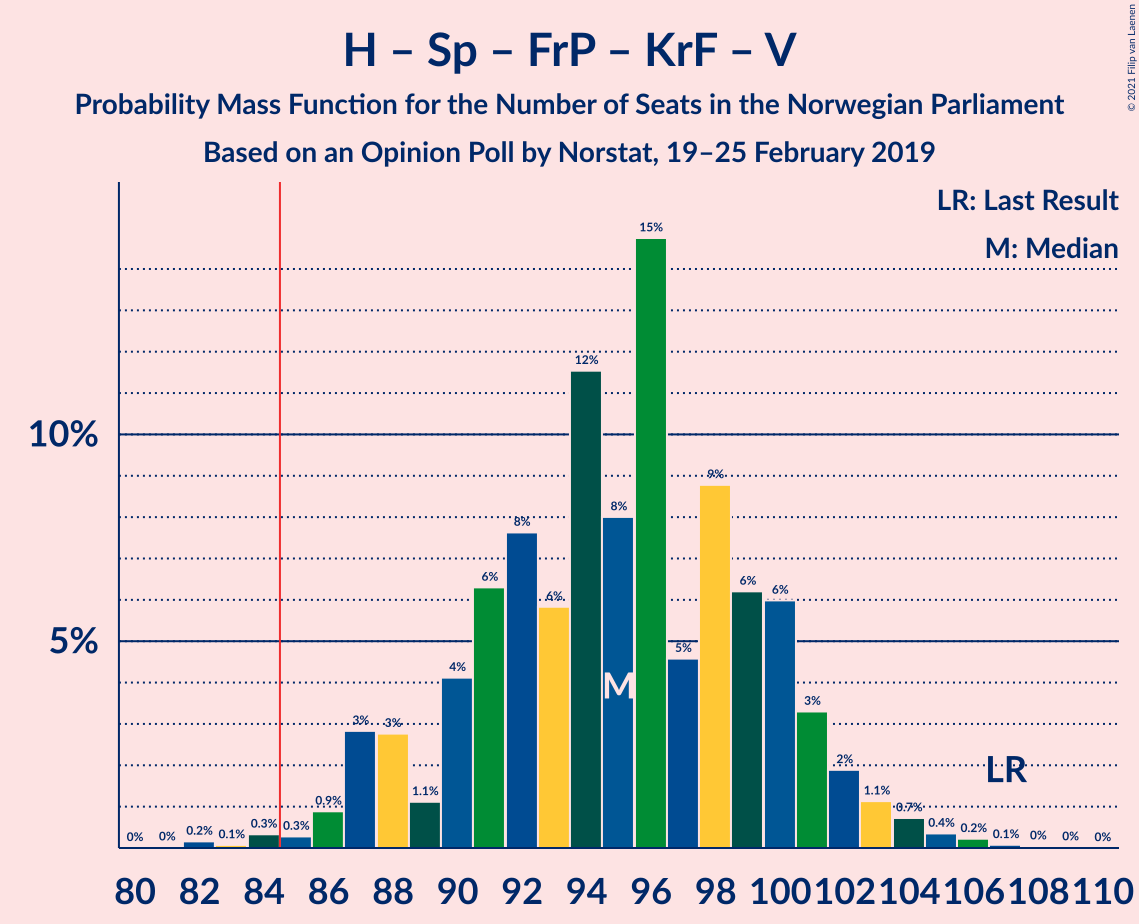 H – Sp – FrP – KrF – V
Probability Mass Function for the Number of Seats in the Norwegian Parliament
Based on an Opinion Poll by Norstat, 19–25 February 2019
© 2021 Filip van Laenen
LR: Last Result
M: Median
10%
5%
0% 0% 0.2% 0.1% 0.3% 0.3% 0.9% 3% 3% 1.1% 4% 6% 8% 6% 12% 8% 15% 5% 9% 6% 6% 3% 2% 1.1% 0.7% 0.4% 0.2% 0.1% 0% 0% 0%
M
LR
80 82 84 86 88 90 92 94 96 98 100 102 104 106 108 110